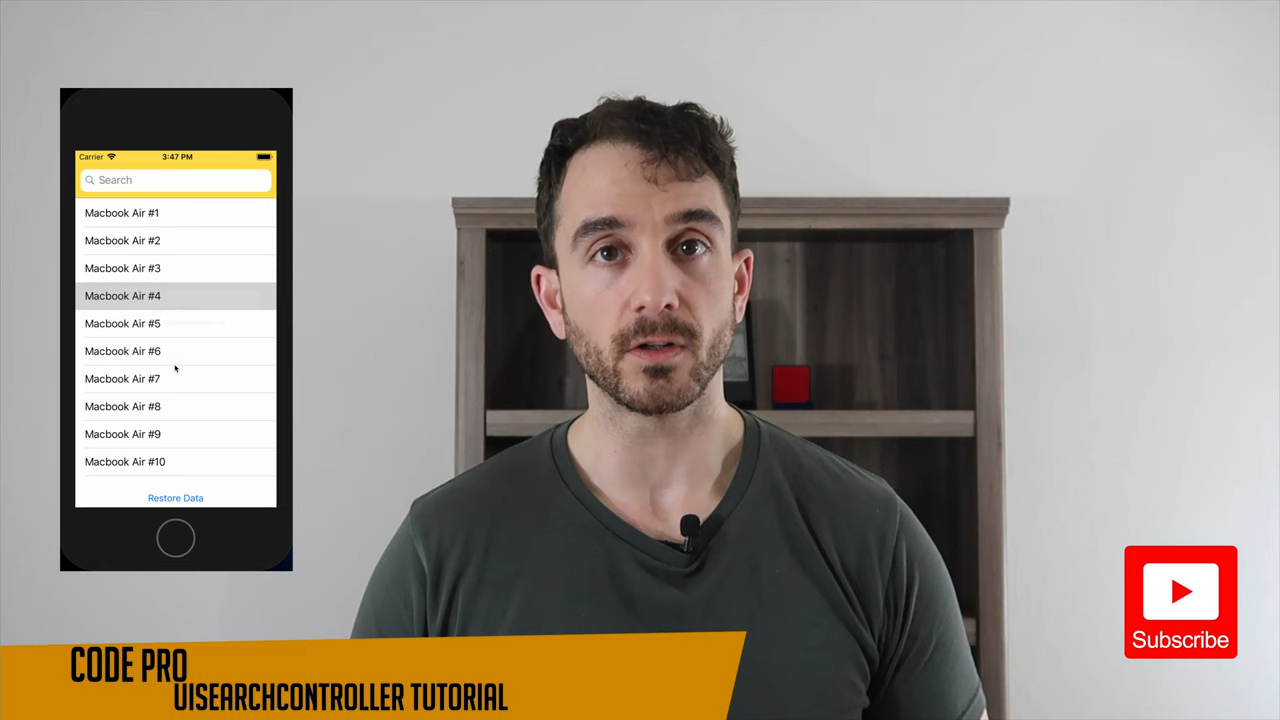 Carrier 3:47 PM
Search
Macbook Air #1
Macbook Air #2
Macbook Air #3
Macbook Air #4
Macbook Air #5
Macbook Air #6
Macbook Air #7
Macbook Air #8
Macbook Air #9
Macbook Air #10
Restore Data
Subscribe
CODE PRO
UISEARCHCONTROLLER TUTORIAL